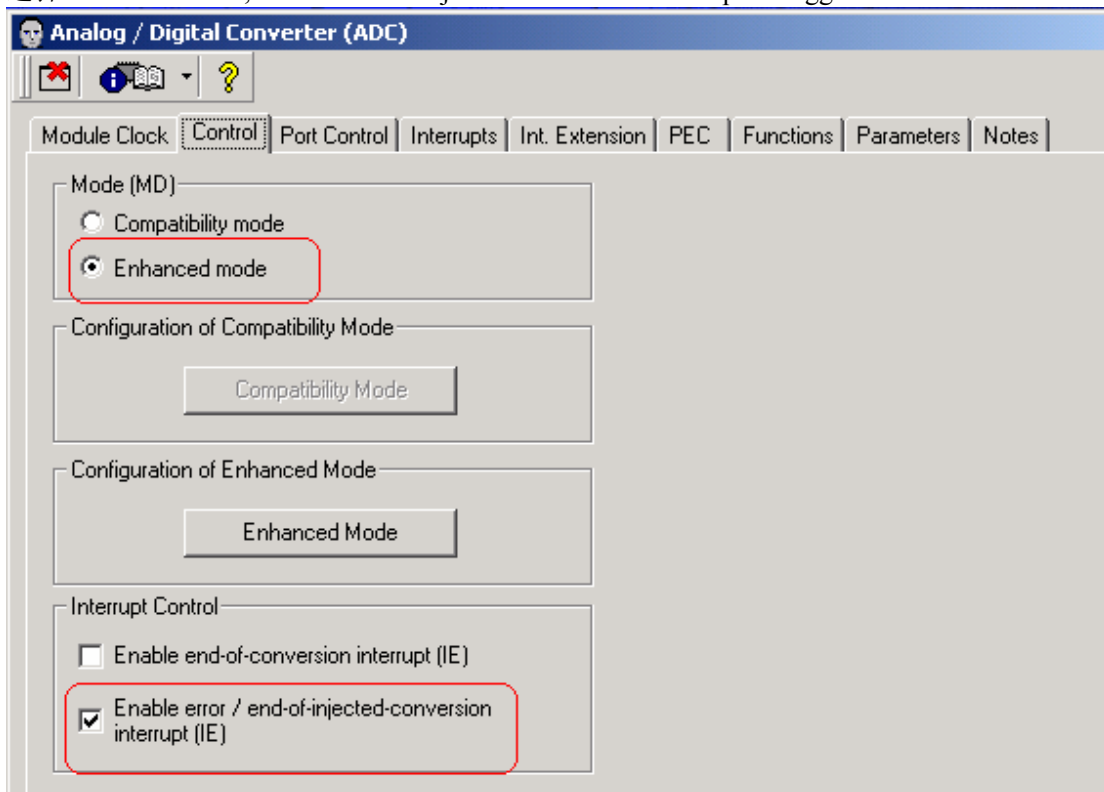 Analog / Digital Converter (ADC)
Module Clock Control Port Control Interrupts Int. Extension PEC Functions Parameters Notes
Mode (MD)
Compatibility mode
Enhanced mode
Configuration of Compatibility Mode
Compatibility Mode
Configuration of Enhanced Mode
Enhanced Mode
Interrupt Control
Enable end-of-conversion interrupt (IE)
Enable error / end-of-injected-conversion
interrupt (IE)